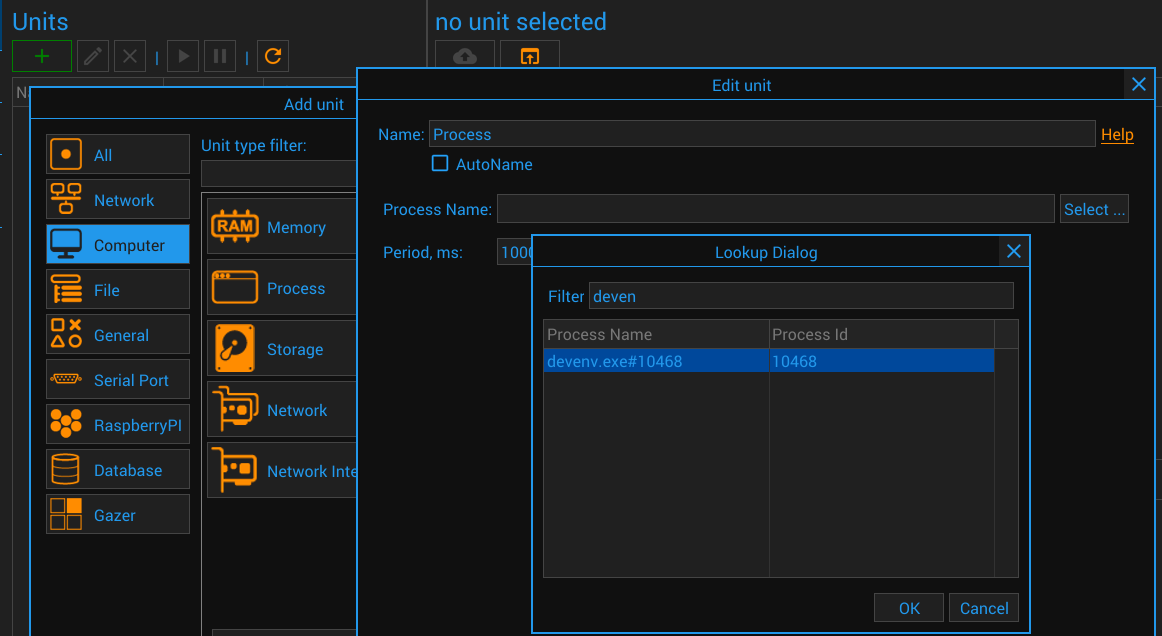 Units
no unit selected
| |
N
Add unit
All
Network
Computer
File
General
Serial Port
RaspberryPI
Database
Gazer
Unit type filter:
RAM Memory
Process
Storage
Network
Network Inte
Edit unit
Name: Process Help
AutoName
Process Name: Select ...
Period, ms: 1000
Lookup Dialog
Filter deven
Process Name Process Id
devenv.exe#10468 10468
OK Cancel